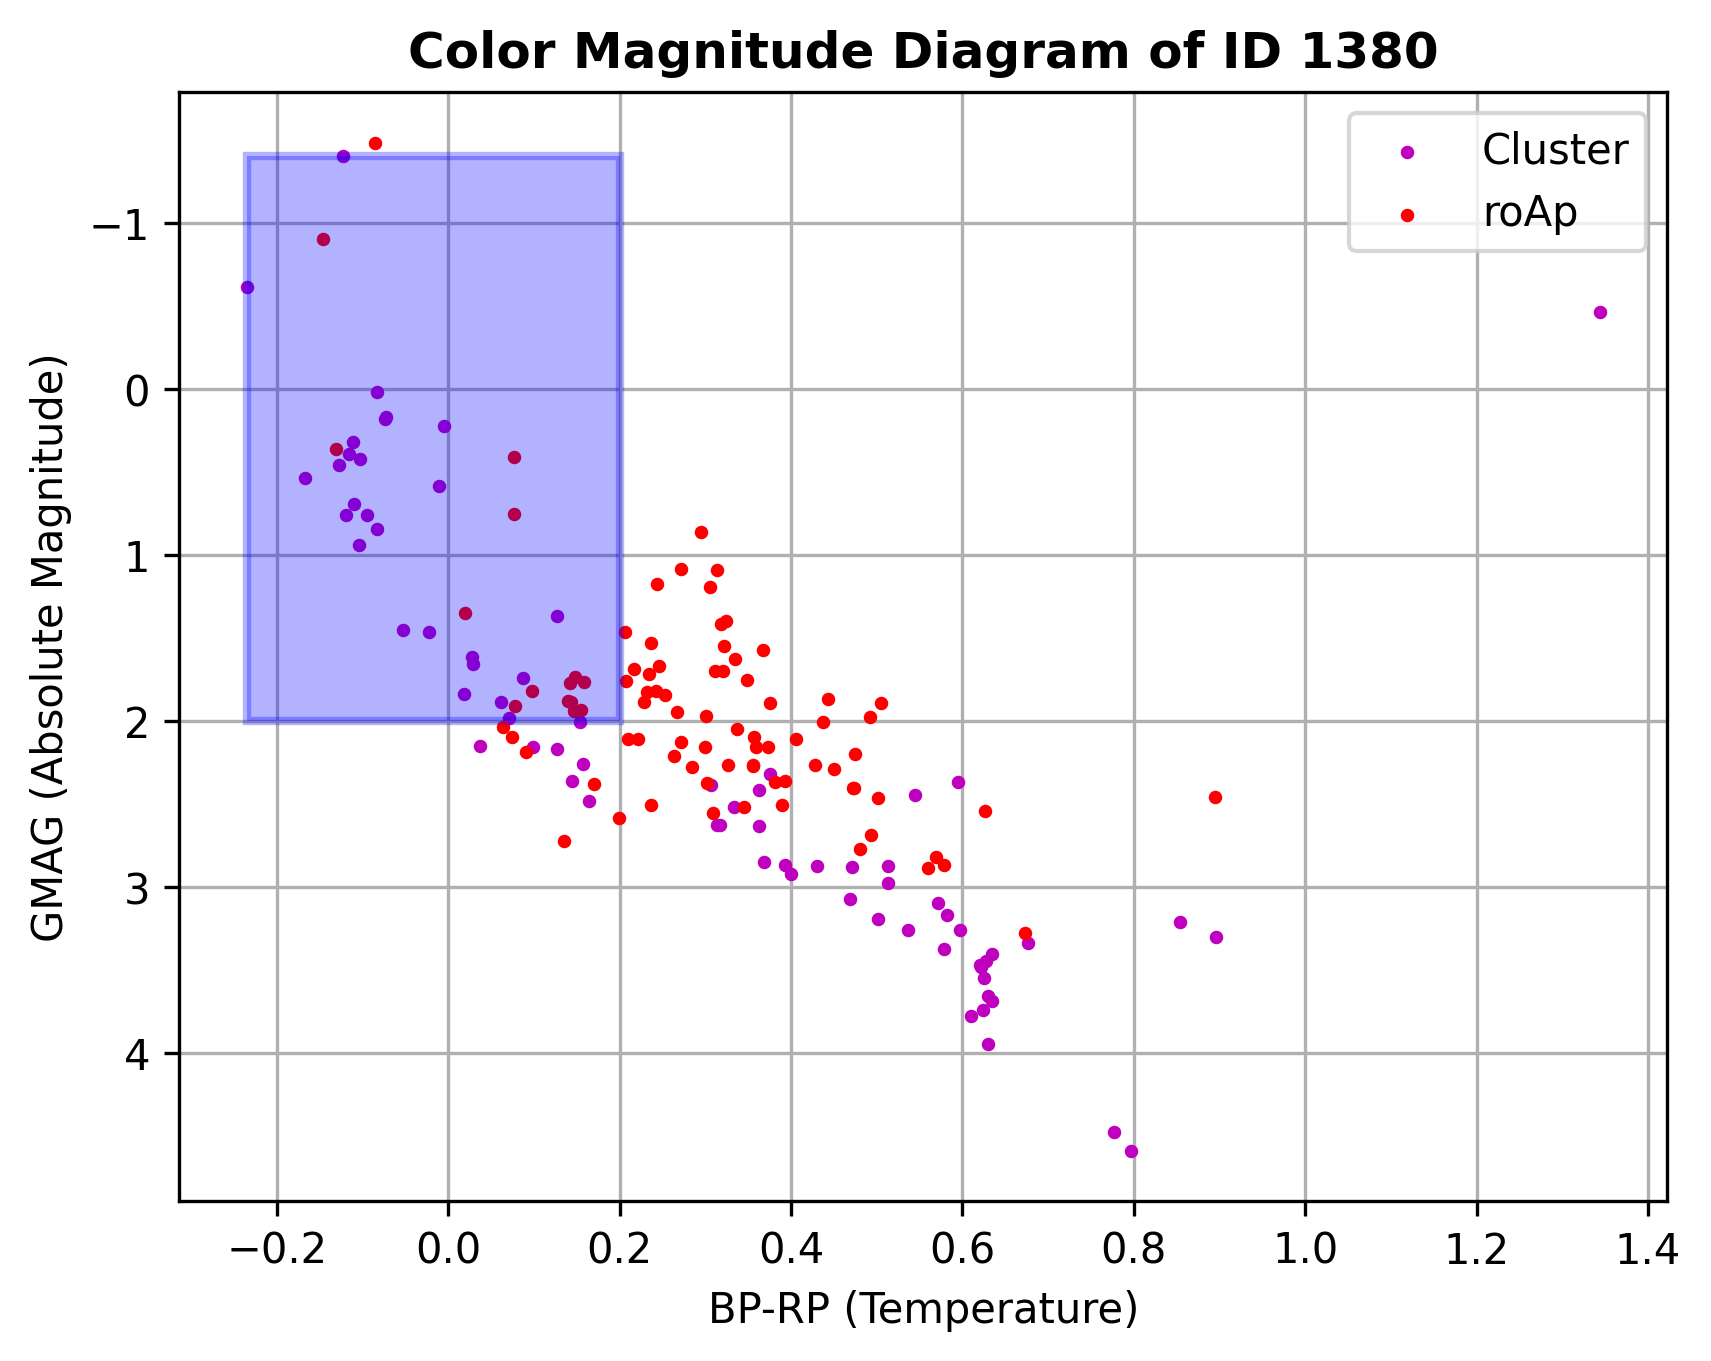 Color Magnitude Diagram of ID 1380
Cluster
roAp
−1
0
1
2
3
4
GMAG (Absolute Magnitude)
−0.2 0.0 0.2 0.4 0.6 0.8 1.0 1.2 1.4
BP-RP (Temperature)